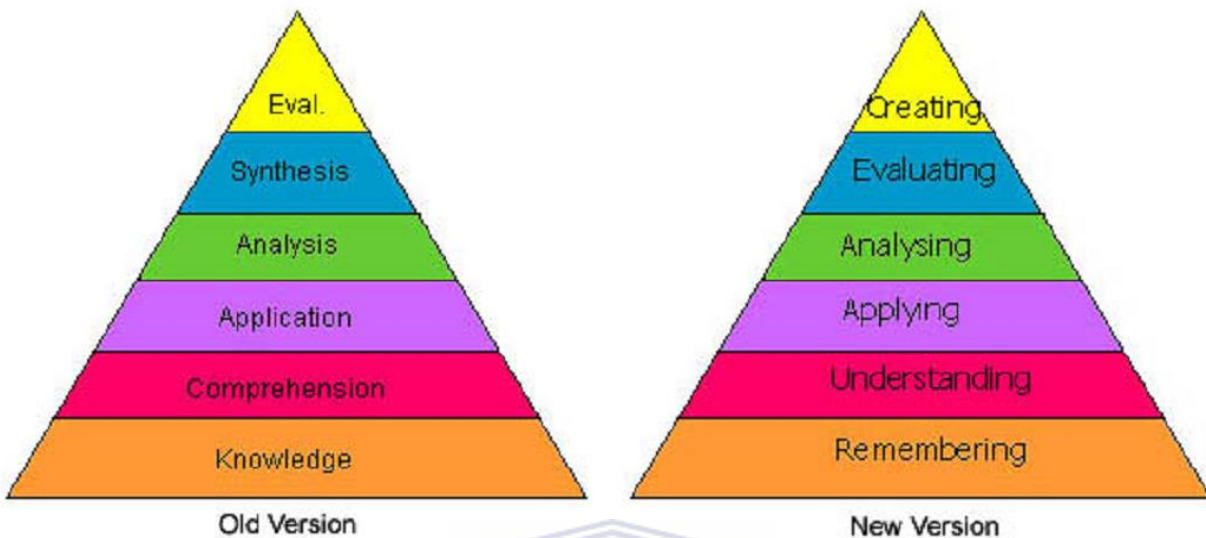 Eval.
Synthesis
Analysis
Application
Comprehension
Knowledge
Old Version
Creating
Evaluating
Analysing
Applying
Understanding
Remembering
New Version